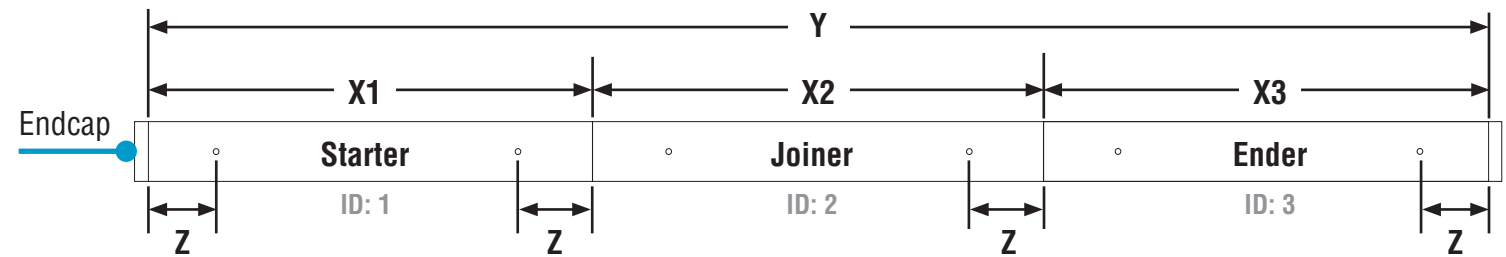 Y
X1 X2 X3
Endcap
Starter Joiner Ender
ID: 1 ID: 2 ID: 3
Z Z Z Z